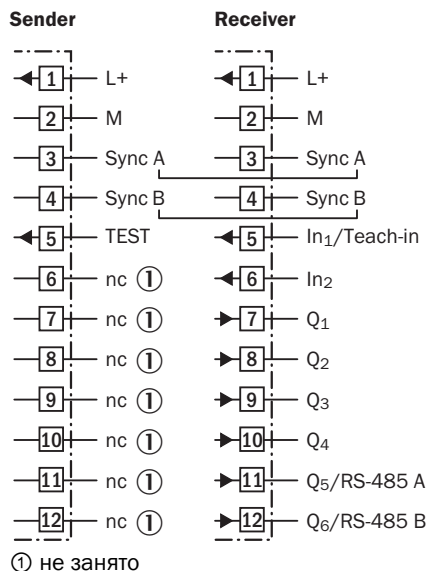 Sender Receiver
1 L+ 1 L+
2 M 2 M
3 Sync A 3 Sync A
4 Sync B 4 Sync B
5 TEST 5 In₁/Teach-in
6 nc ① 6 In₂
7 nc ① 7 Q₁
8 nc ① 8 Q₂
9 nc ① 9 Q₃
10 nc ① 10 Q₄
11 nc ① 11 Q₅/RS-485 A
12 nc ① 12 Q₆/RS-485 B
① не занято